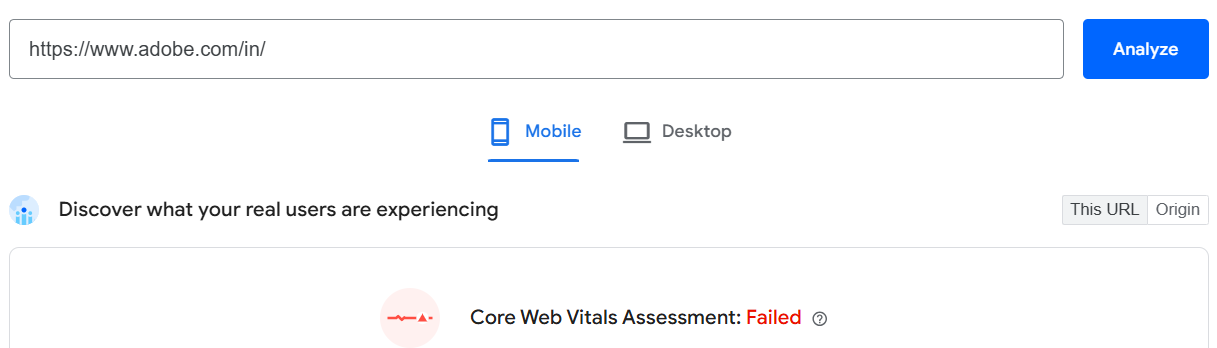 https://www.adobe.com/in/
Analyze
Mobile
Desktop
Discover what your real users are experiencing
This URL
Origin
Core Web Vitals Assessment: Failed